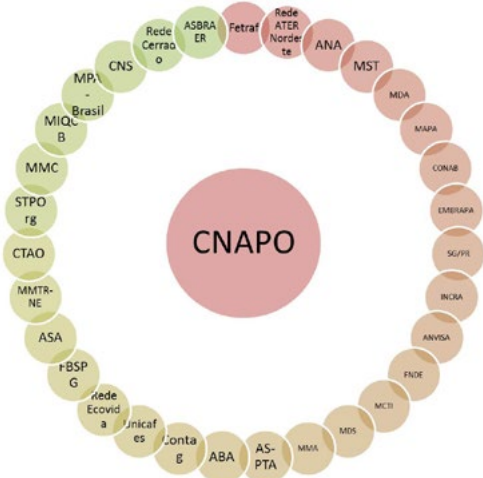 Fetraf
Rede
ATER
Nordes
te
ANA
MST
MDA
MAPA
CONAB
EMBRAPA
SG/PR
INCRA
ANVISA
FNDE
MCTI
MDS
MMA
AS-
PTA
ABA
Conta
g
Unicaf
es
Rede
Ecovid
a
FBSP
G
ASA
MMTR-
NE
CTAO
STPO
rg
MMC
MIQC
B
MPA
-
Brasil
CNS
Rede
Cerrad
o
ASBRA
ER
CNAPO